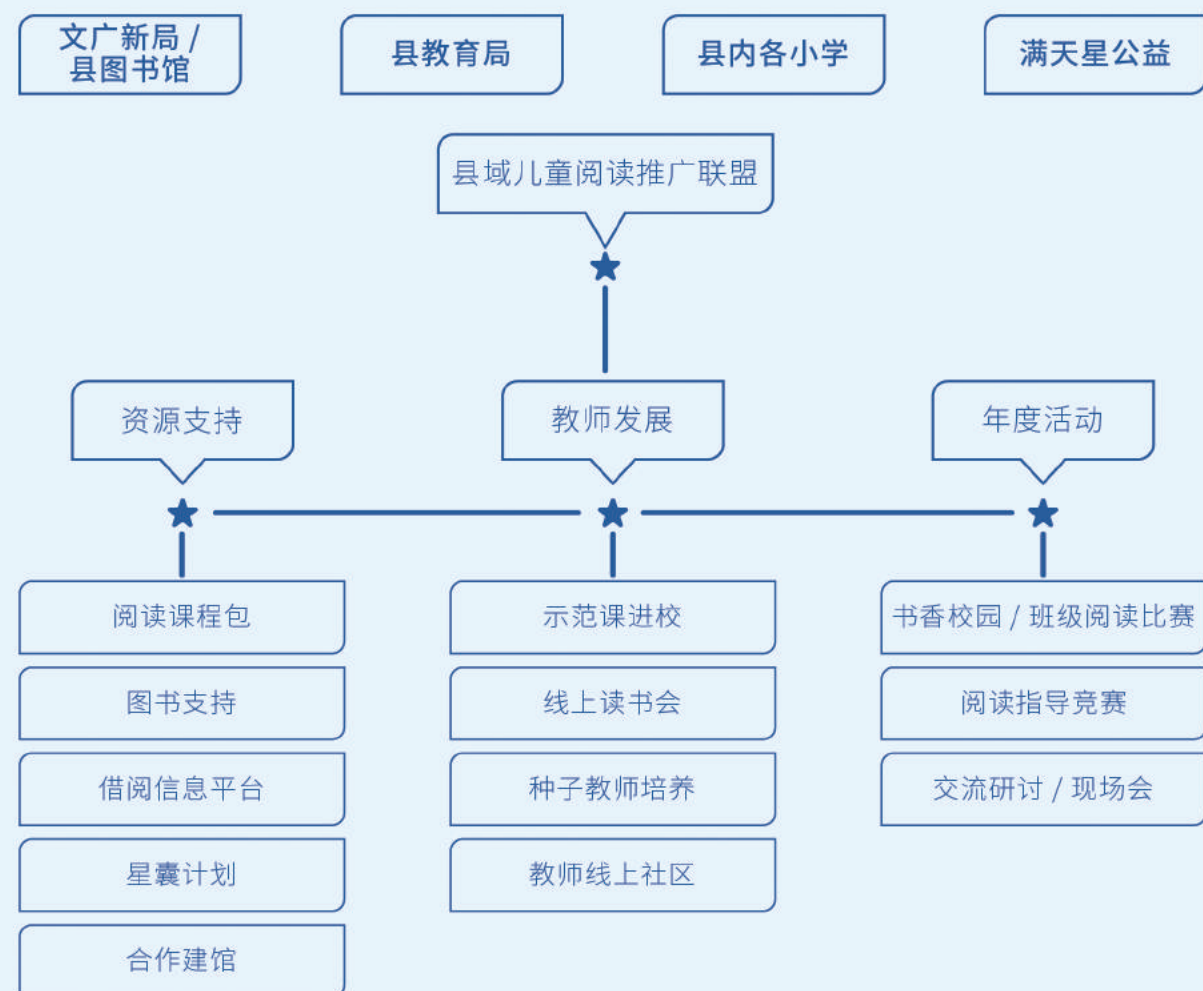 文广新局 /
县图书馆
县教育局
县内各小学
满天星公益
县域儿童阅读推广联盟
资源支持
教师发展
年度活动
阅读课程包
示范课进校
书香校园 / 班级阅读比赛
图书支持
线上读书会
阅读指导竞赛
借阅信息平台
种子教师培养
交流研讨 / 现场会
星囊计划
教师线上社区
合作建馆